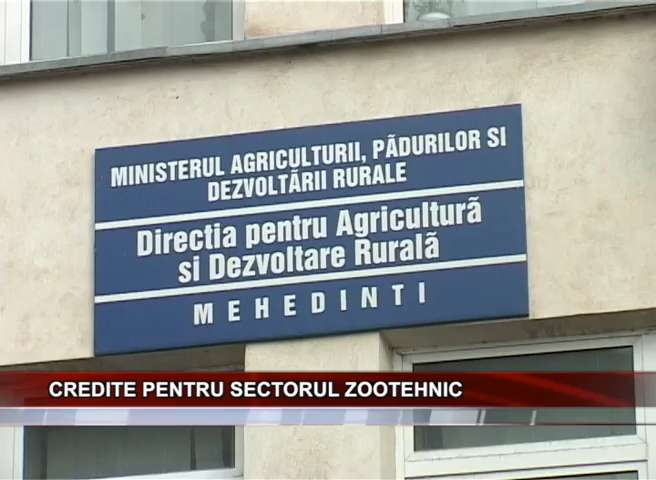 MINISTERUL AGRICULTURII, PĂDURILOR SI
DEZVOLTĂRII RURALE
Directia pentru Agricultură
si Dezvoltare Rurală
MEHEDINTI
CREDITE PENTRU SECTORUL ZOOTEHNIC